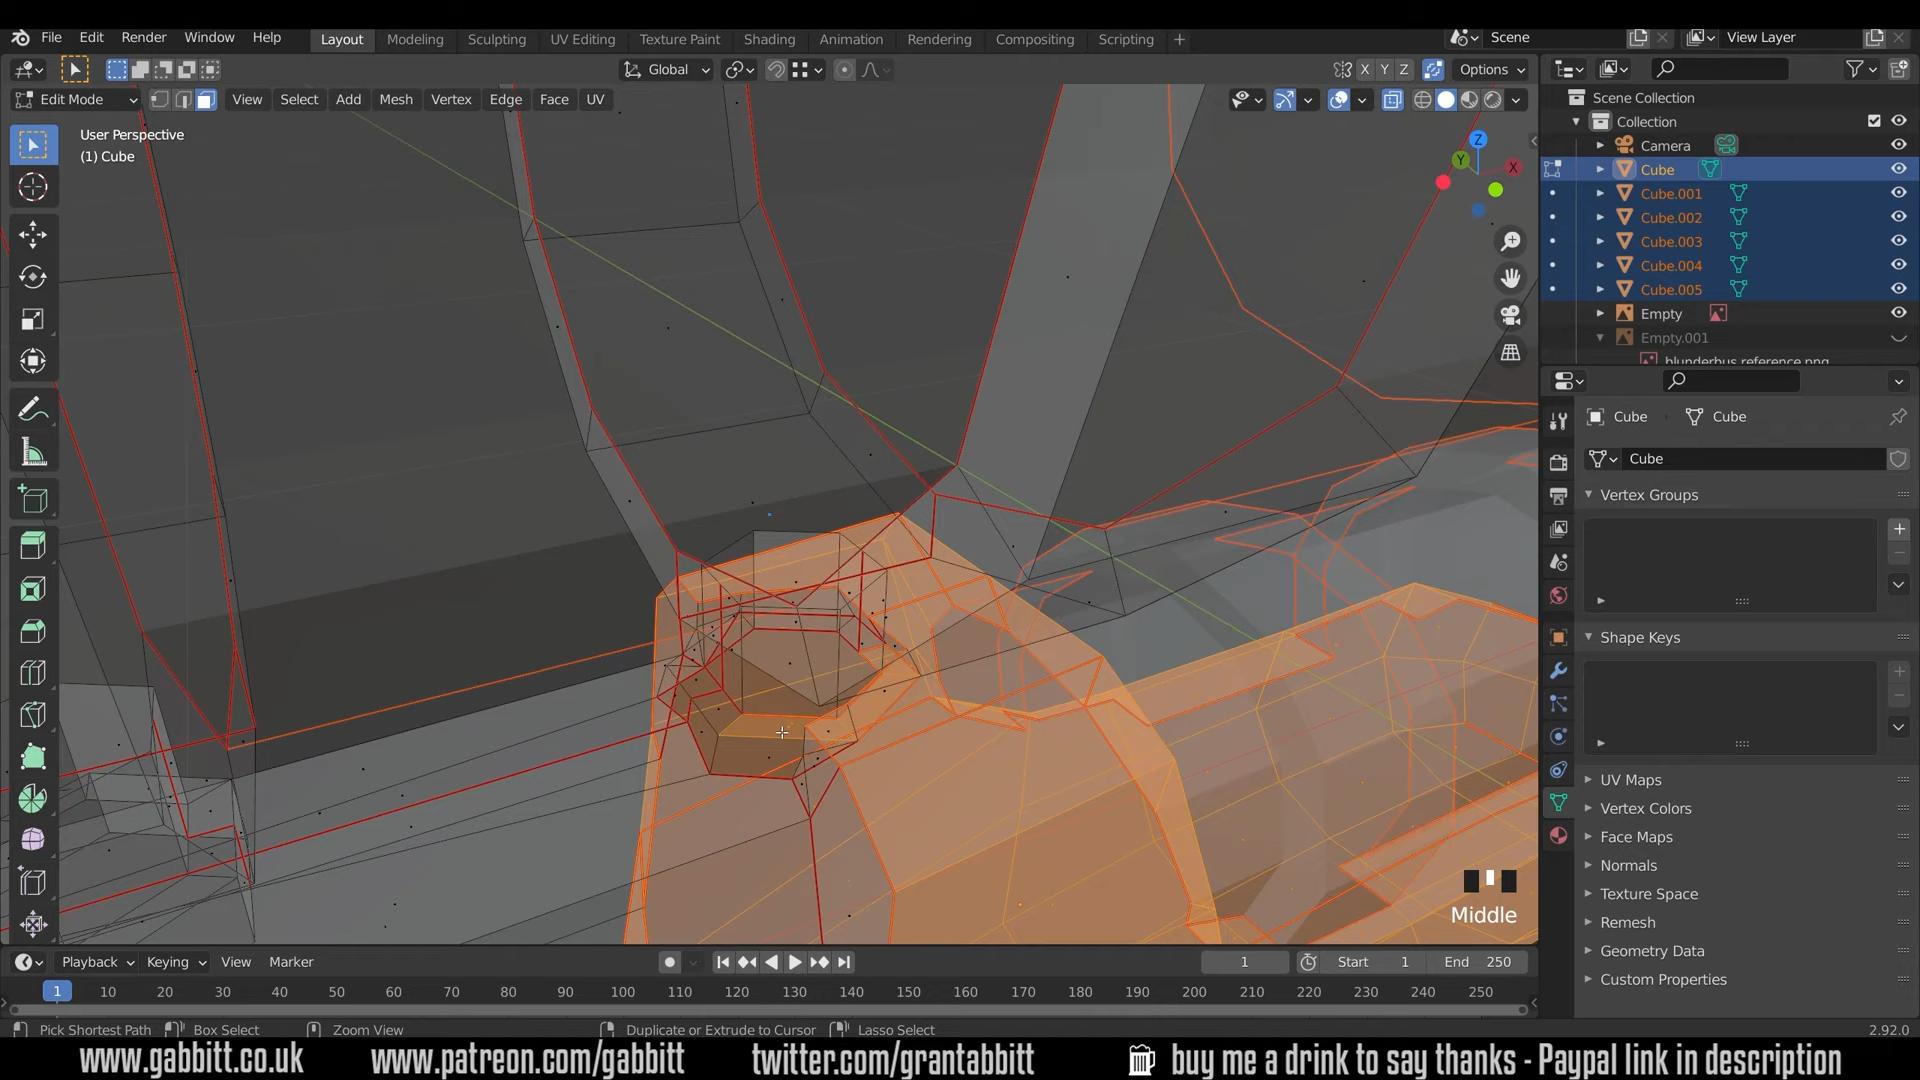 File Edit Render Window Help Layout Modeling Sculpting UV Editing Texture Paint Shading Animation Rendering Compositing Scripting + Scene View Layer
Global X Y Z Options
Edit Mode View Select Add Mesh Vertex Edge Face UV
User Perspective
(1) Cube
Z
Y
X
Scene Collection
Collection
Camera
Cube
Cube.001
Cube.002
Cube.003
Cube.004
Cube.005
Empty
Empty.001
blunderbus reference.png
Cube Cube
Cube
Vertex Groups
Shape Keys
UV Maps
Vertex Colors
Face Maps
Normals
Texture Space
Remesh
Geometry Data
Custom Properties
Middle
Playback Keying View Marker 1 Start 1 End 250
1 10 20 30 40 50 60 70 80 90 100 110 120 130 140 150 160 170 180 190 200 210 220 230 240 250
Pick Shortest Path Box Select Zoom View Duplicate or Extrude to Cursor Lasso Select 2.92.0
www.gabbitt.co.uk www.patreon.com/gabbitt twitter.com/grantabbitt buy me a drink to say thanks - Paypal link in description